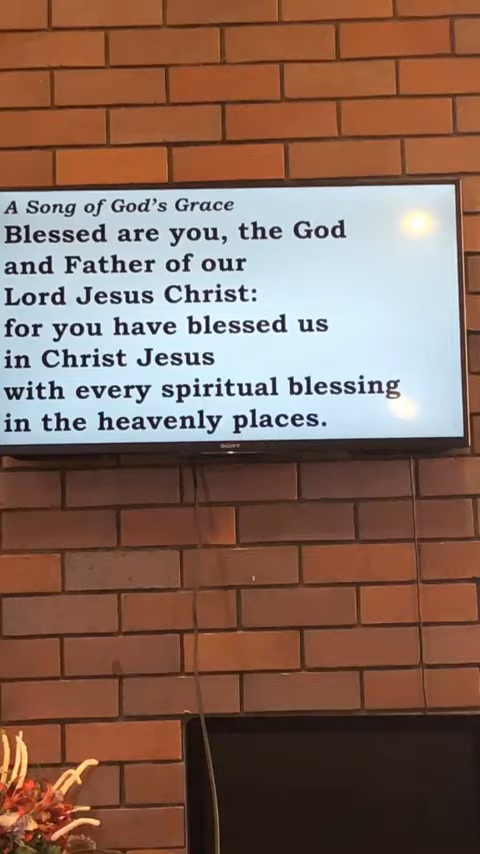 A Song of God's Grace
Blessed are you, the God
and Father of our
Lord Jesus Christ:
for you have blessed us
in Christ Jesus
with every spiritual blessing
in the heavenly places.
SONY